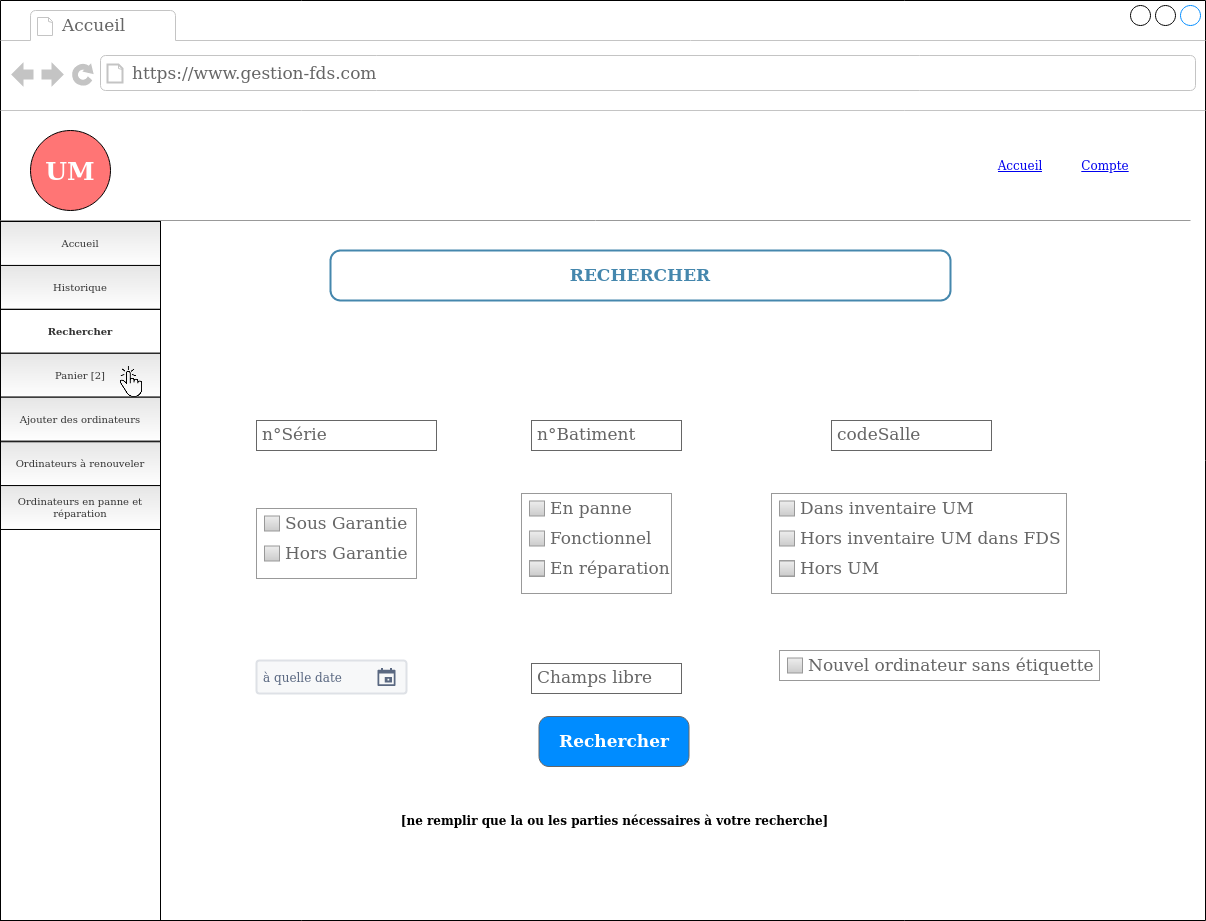 Accueil
https://www.gestion-fds.com
UM
Accueil Compte
Accueil
Historique
Rechercher
Panier [2]
Ajouter des ordinateurs
Ordinateurs à renouveler
Ordinateurs en panne et
réparation
RECHERCHER
n°Série
n°Batiment
codeSalle
Sous Garantie
Hors Garantie
En panne
Fonctionnel
En réparation
Dans inventaire UM
Hors inventaire UM dans FDS
Hors UM
à quelle date
Champs libre
Nouvel ordinateur sans étiquette
Rechercher
[ne remplir que la ou les parties nécessaires à votre recherche]